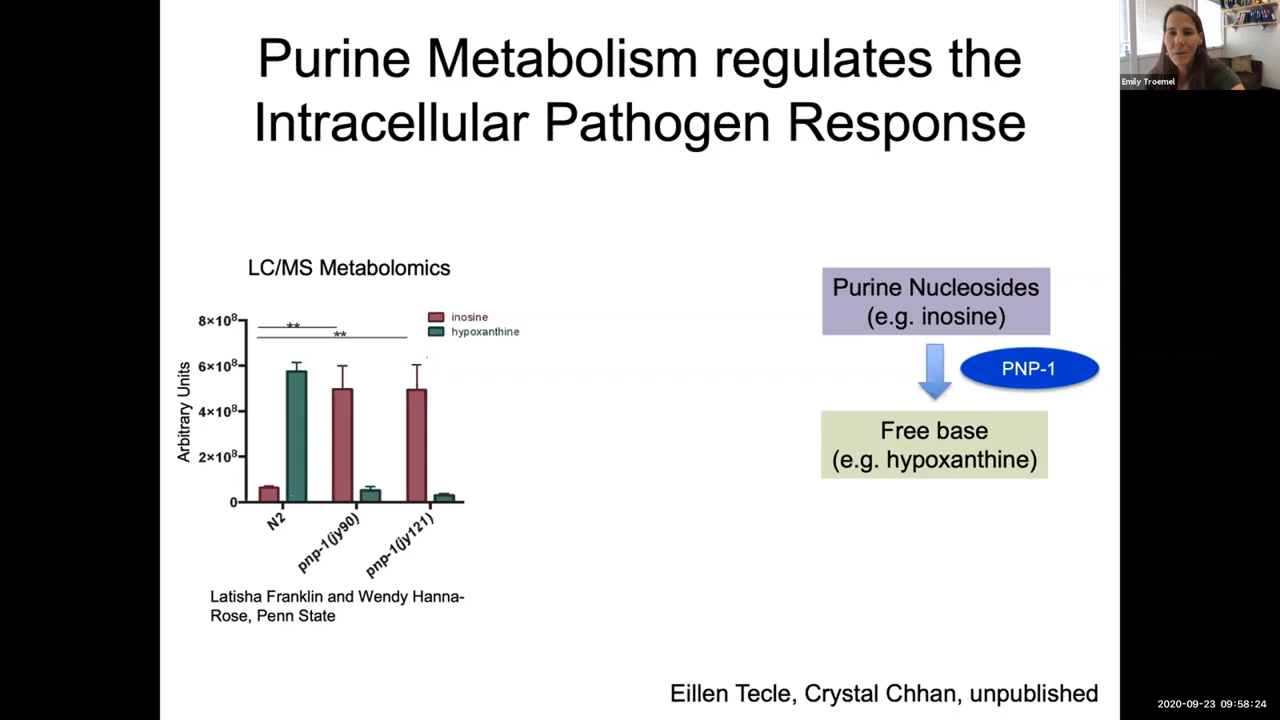 Purine Metabolism regulates the
Intracellular Pathogen Response
Emily Troemel
LC/MS Metabolomics
inosine
hypoxanthine
**
**
Arbitrary Units
8×10⁸
6×10⁸
4×10⁸
2×10⁸
0
N2
pnp-1(jy90)
pnp-1(jy121)
Latisha Franklin and Wendy Hanna-
Rose, Penn State
Purine Nucleosides
(e.g. inosine)
PNP-1
Free base
(e.g. hypoxanthine)
Eillen Tecle, Crystal Chhan, unpublished
2020-09-23 09:58:24